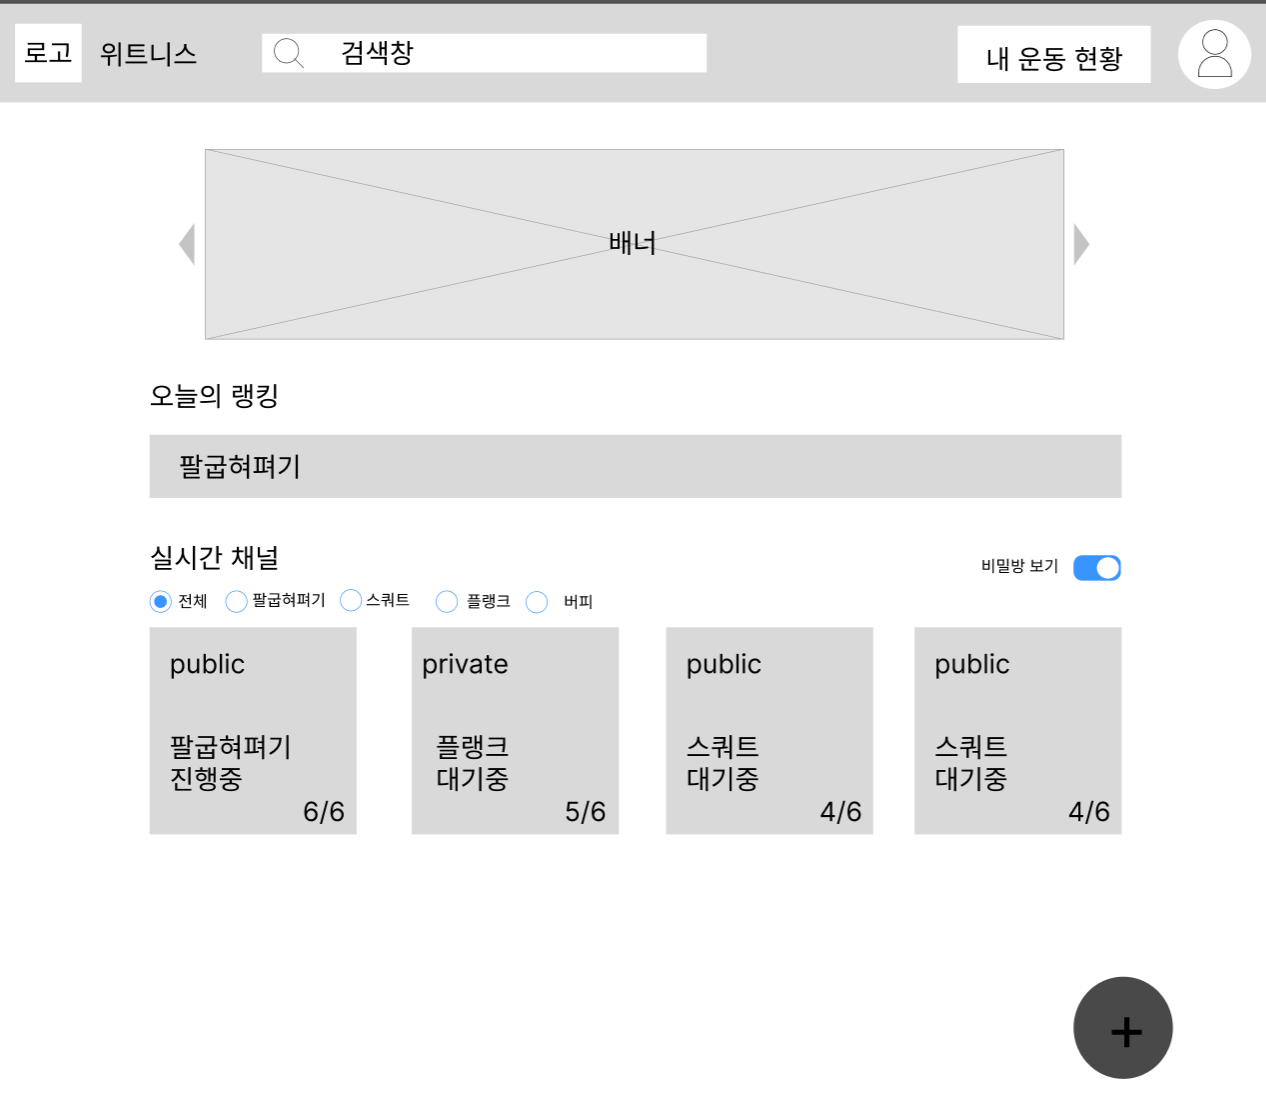 로고 위트니스 검색창 내 운동 현황
배너
오늘의 랭킹
팔굽혀펴기
실시간 채널
비밀방 보기
전체 팔굽혀펴기 스쿼트 플랭크 버피
public
팔굽혀펴기
진행중
6/6
private
플랭크
대기중
5/6
public
스쿼트
대기중
4/6
public
스쿼트
대기중
4/6
+